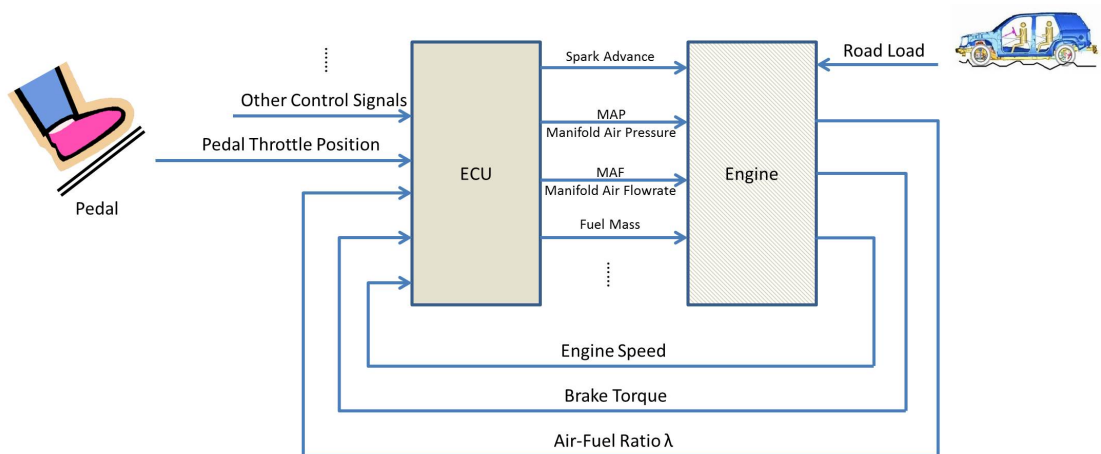 Spark Advance
Road Load
Other Control Signals
MAP
Manifold Air Pressure
Pedal Throttle Position
ECU
MAF
Engine
Manifold Air Flowrate
Pedal
Fuel Mass
Engine Speed
Brake Torque
Air-Fuel Ratio λ